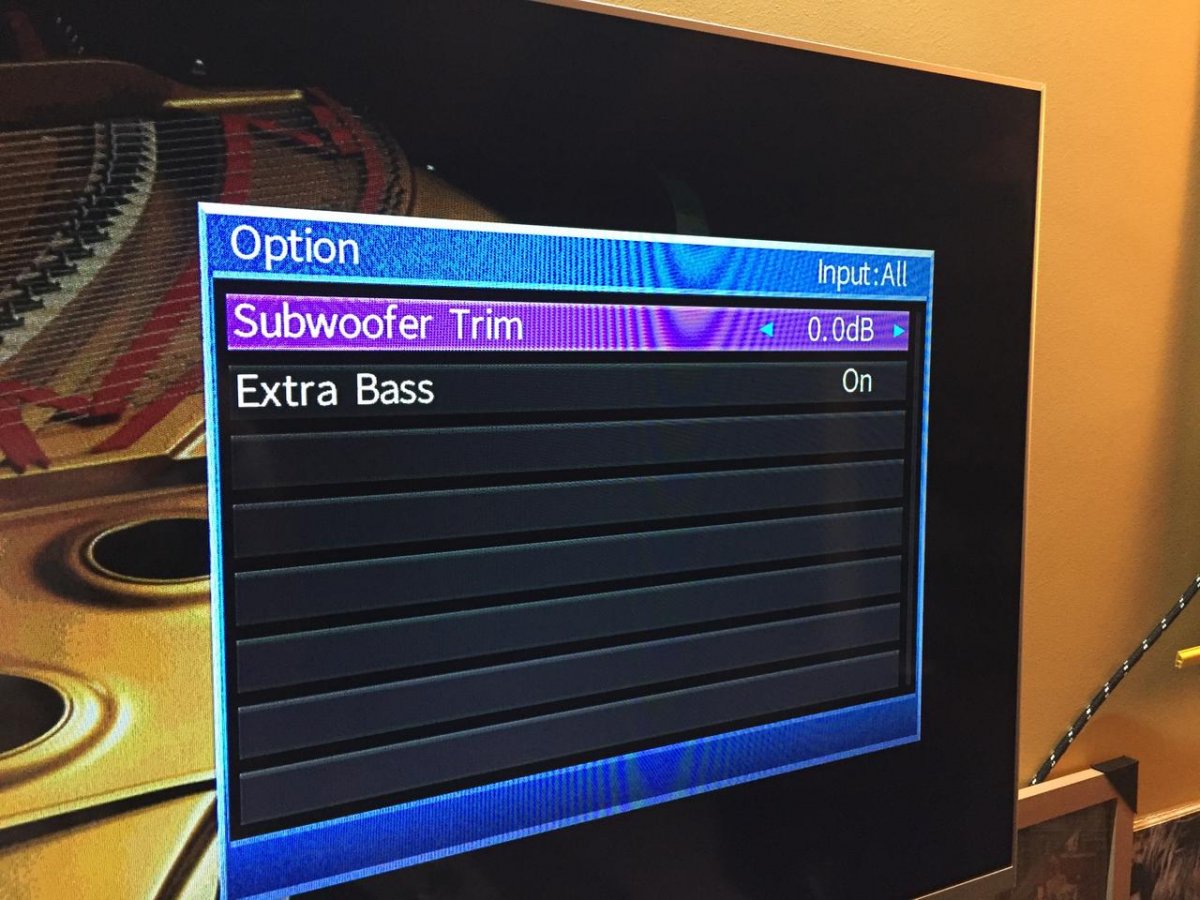 Option
Input:All
Subwoofer Trim 0.0dB
Extra Bass On